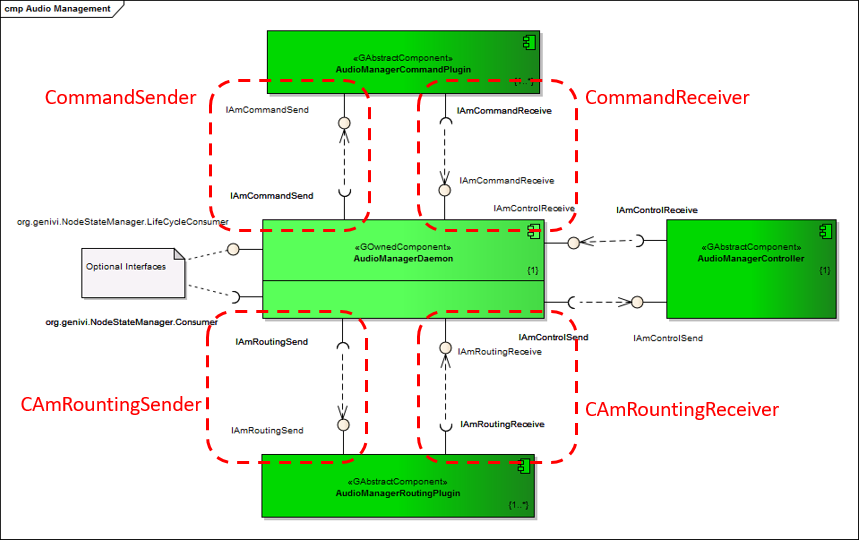 cmp Audio Management
«GAbstractComponent»
AudioManagerCommandPlugin
{1...*}
CommandSender
CommandReceiver
IAmCommandSend
IAmCommandReceive
IAmCommandSend
IAmCommandReceive
IAmControlReceive
IAmControlReceive
org.genivi.NodeStateManager.LifeCycleConsumer
«GOwnedComponent»
AudioManagerDaemon
{1}
«GAbstractComponent»
AudioManagerController
{1}
Optional Interfaces
org.genivi.NodeStateManager.Consumer
IAmRoutingSend
IAmRoutingReceive
IAmControlSend
IAmControlSend
CAmRountingSender
CAmRountingReceiver
IAmRoutingSend
IAmRoutingReceive
«GAbstractComponent»
AudioManagerRoutingPlugin
{1..*}